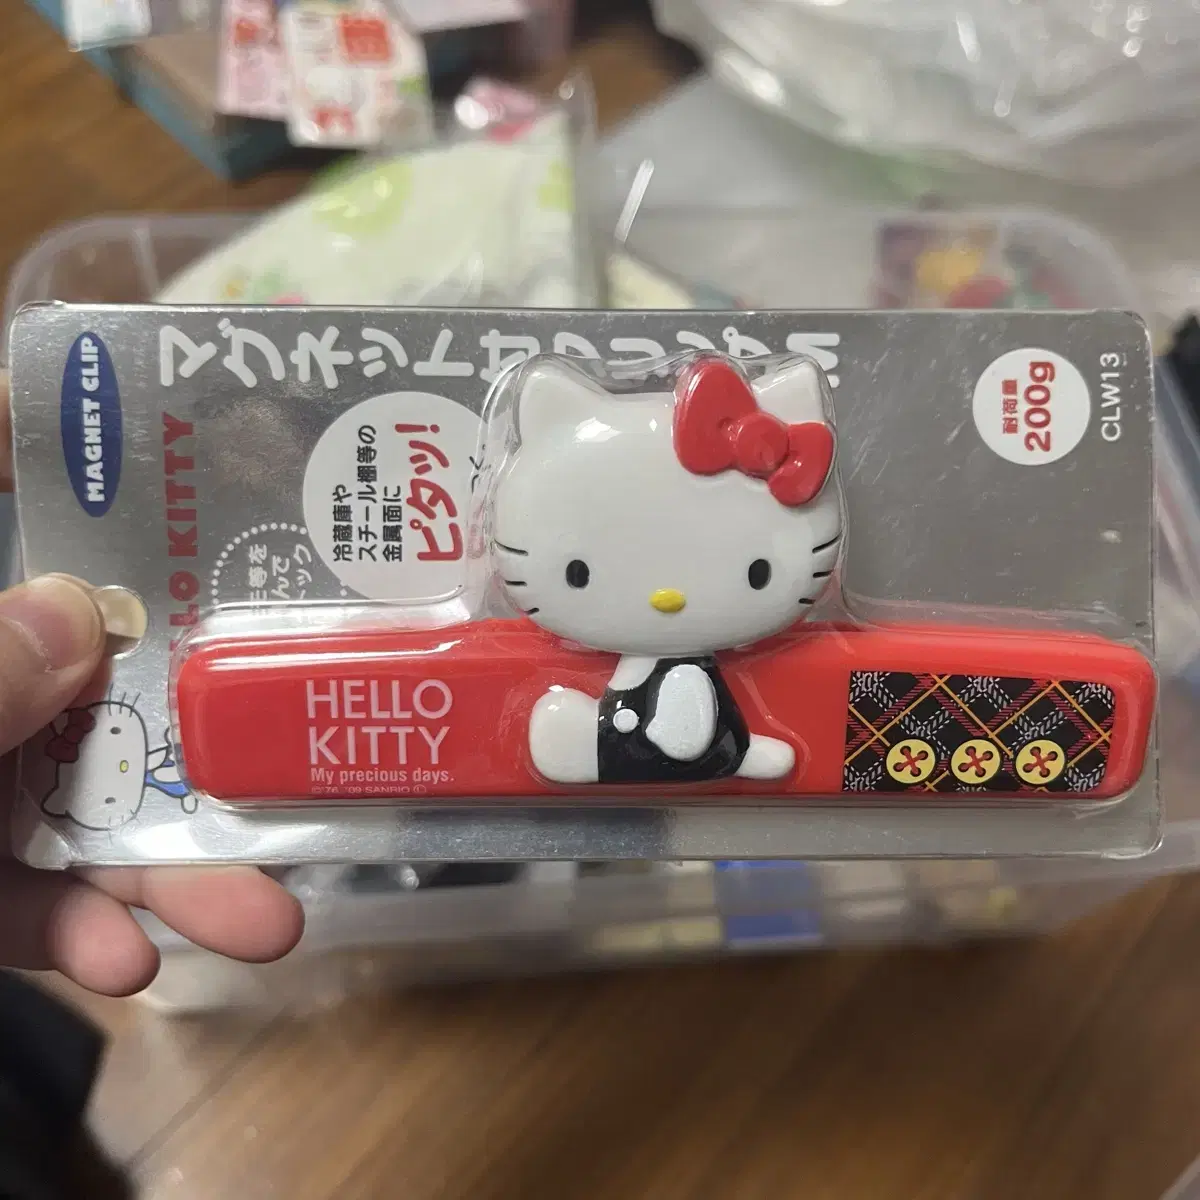 MAGNET CLIP
マグネット付クリップM
HELLO KITTY
冷蔵庫や
スチール棚等の
金属面に
ピタッ!
耐荷重
200g
CLW13
HELLO
KITTY
My precious days.
©'76, '09 SANRIO Ⓛ